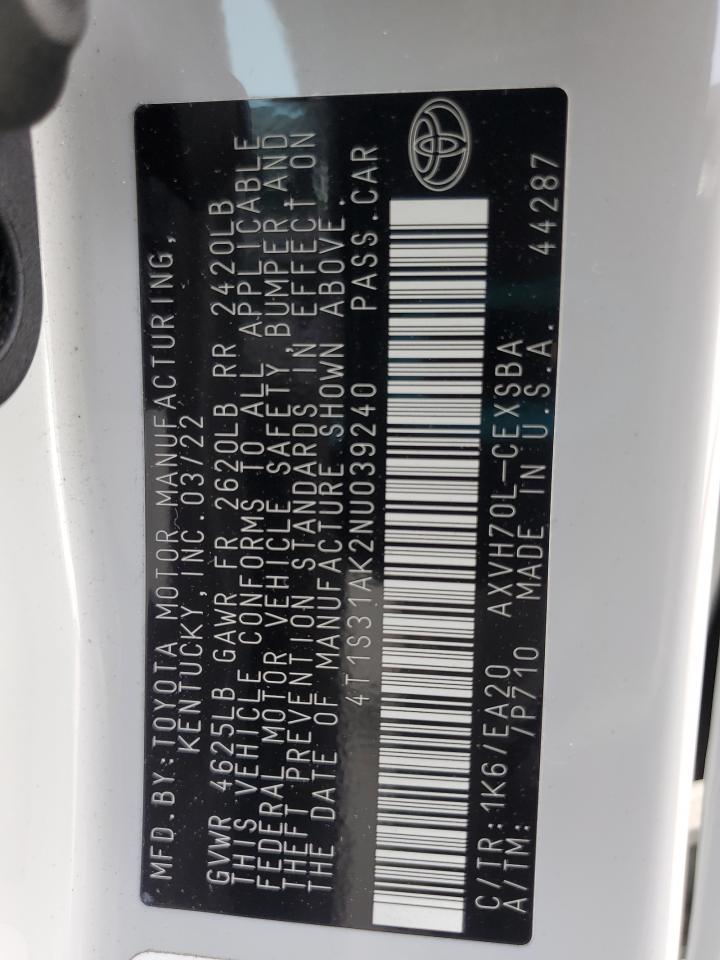 MFD.BY:TOYOTA MOTOR MANUFACTURING,
KENTUCKY,INC.03/22
GVWR 4625LB GAWR FR 2620LB RR 2420LB
THIS VEHICLE CONFORMS TO ALL APPLICABLE
FEDERAL MOTOR VEHICLE SAFETY,BUMPER,AND
THEFT PREVENTION STANDARDS IN EFFECT ON
THE DATE OF MANUFACTURE SHOWN ABOVE.
4T1S31AK2NU039240 PASS.CAR
C/TR:1K6/EA20 AXVH70L-CEXSBA 44287
A/TM: /P710 MADE IN U.S.A.